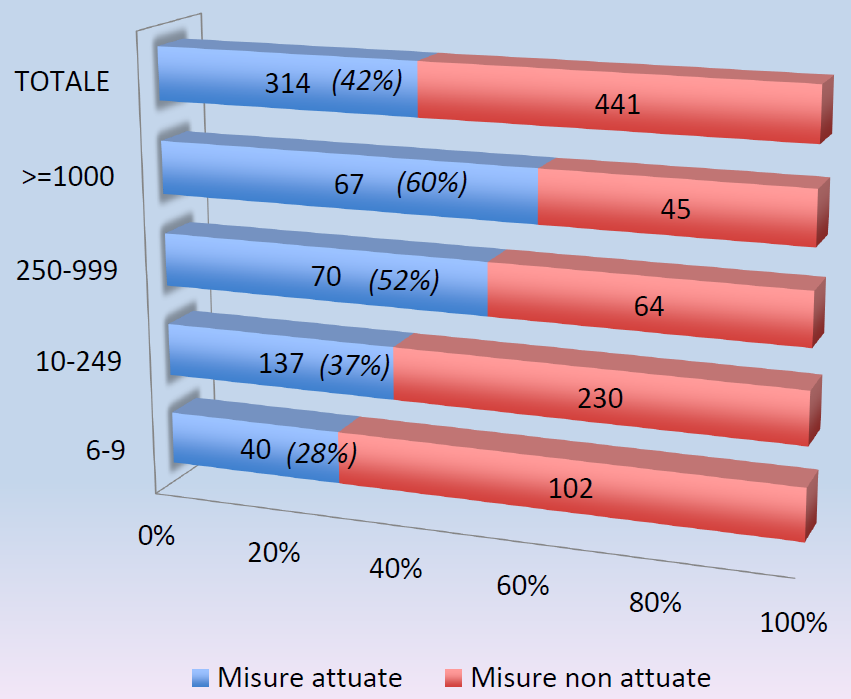 TOTALE 314 (42%) 441
>=1000 67 (60%) 45
250-999 70 (52%) 64
10-249 137 (37%) 230
6-9 40 (28%) 102
0% 20% 40% 60% 80% 100%
Misure attuate Misure non attuate